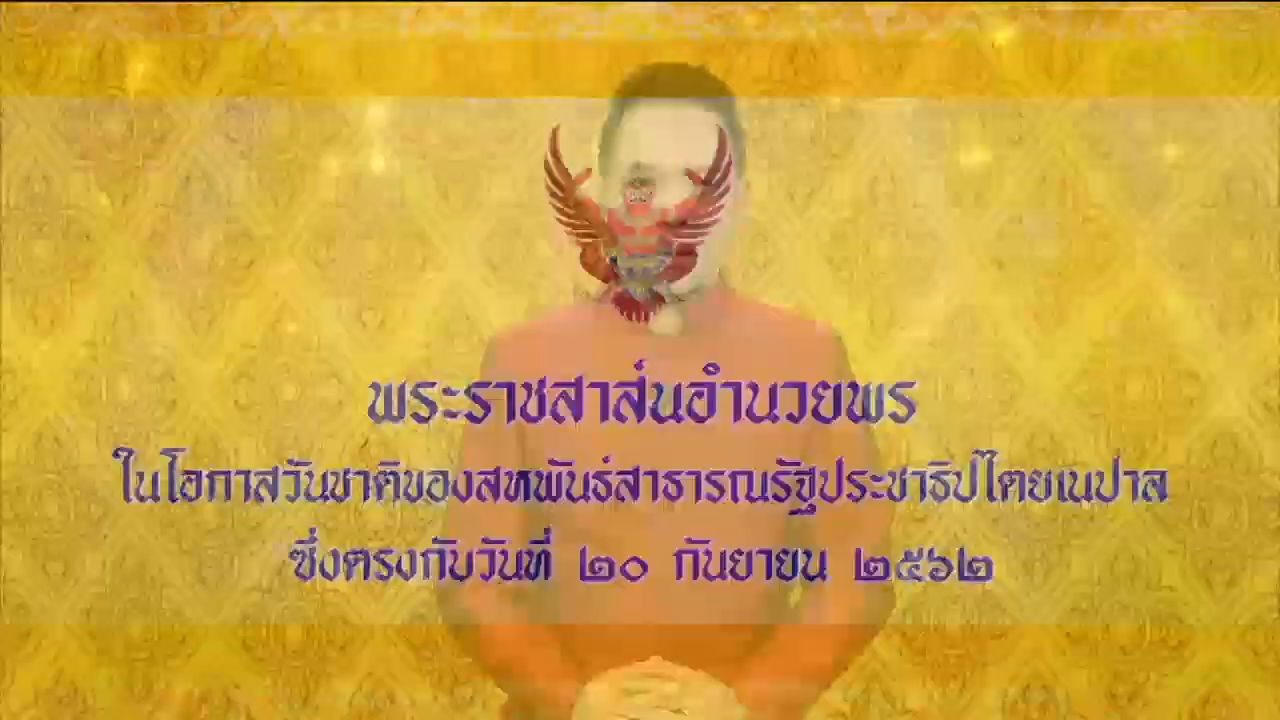 พระราชสาส์นอำนวยพร
ในโอกาสวันชาติของสหพันธ์สาธารณรัฐประชาธิปไตยเนปาล
ซึ่งตรงกับวันที่ ๒๐ กันยายน ๒๕๖๒